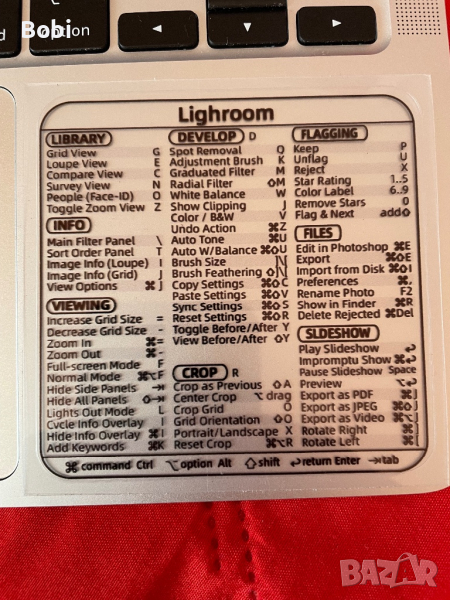 Bobi
option
Lighroom
LIBRARY
Grid View G
Loupe View E
Compare View C
Survey View N
People (Face-ID) O
Toggle Zoom View Z
INFO
Main Filter Panel \
Sort Order Panel T
Image Info (Loupe) I
Image Info (Grid) J
View Options ⌘J
VIEWING
Increase Grid Size =
Decrease Grid Size -
Zoom In ⌘=
Zoom Out ⌘-
Full-screen Mode F
Normal Mode ⌘⌥F
Hide Side Panels ⇥
Hide All Panels ⇧⇥
Lights Out Mode L
Cycle Info Overlay I
Hide Info Overlay ⌘I
Add Keywords ⌘K
DEVELOP D
Spot Removal Q
Adjustment Brush K
Graduated Filter M
Radial Filter ⇧M
White Balance W
Show Clipping J
Color / B&W V
Undo Action ⌘Z
Auto Tone ⌘U
Auto W/Balance ⌘⇧U
Brush Size [\]
Brush Feathering ⇧[\]
Copy Settings ⌘⇧C
Paste Settings ⌘⇧V
Sync Settings ⌘⇧S
Reset Settings ⌘⇧R
Toggle Before/After Y
View Before/After ⇧Y
CROP R
Crop as Previous ⇧A
Center Crop ⌥ drag
Crop Grid O
Grid Orientation ⇧O
Portrait/Landscape X
Reset Crop ⌘⌥R
FLAGGING
Keep P
Unflag U
Reject X
Star Rating 1..5
Color Label 6..9
Remove Stars 0
Flag & Next add⇧
FILES
Edit in Photoshop ⌘E
Export ⌘⇧E
Import from Disk ⌘⇧I
Preferences ⌘,
Rename Photo F2
Show in Finder ⌘R
Delete Rejected ⌘Del
SLDESHOW
Play Slideshow ↩
Impromptu Show ⌘↩
Pause Slideshow Space
Preview ⌥↩
Export as PDF ⌘J
Export as JPEG ⌘⇧J
Export as Video ⌘⌥J
Rotate Right ⌘]
Rotate Left ⌘[
⌘ command Ctrl ⌥ option Alt ⇧ shift ↩ return Enter ⇥ tab
BAZAR.bg